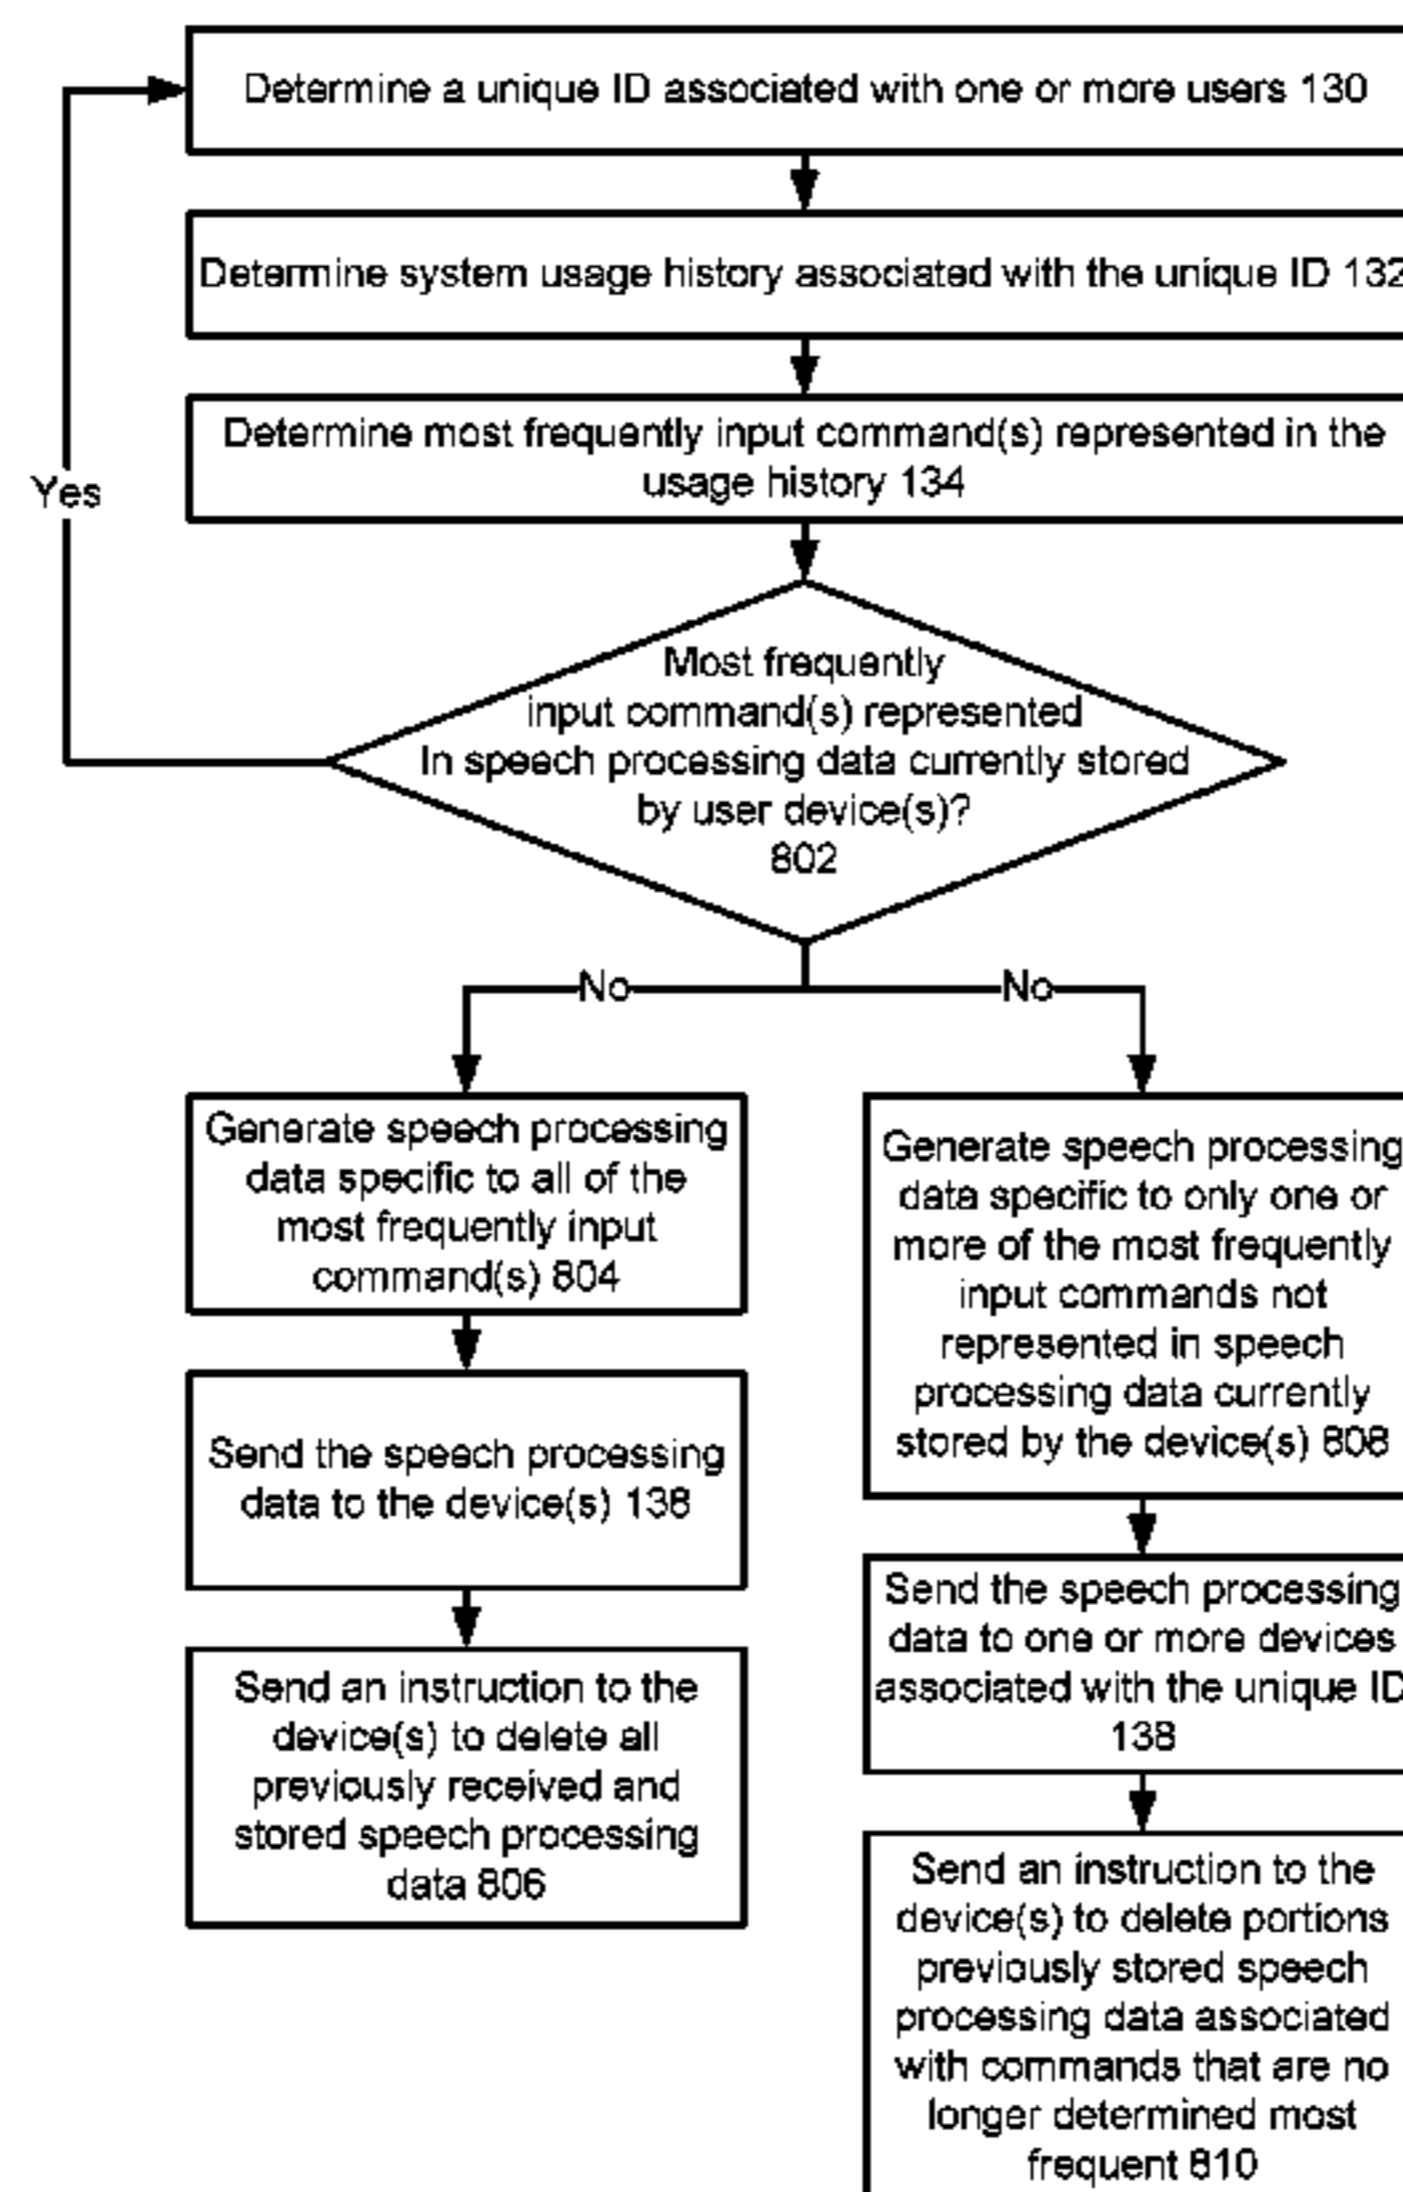 Determine a unique ID associated with one or more users 130
Determine system usage history associated with the unique ID 132
Determine most frequently input command(s) represented in the
usage history 134
Yes
Most frequently
input command(s) represented
In speech processing data currently stored
by user device(s)?
802
No
No
Generate speech processing
data specific to all of the
most frequently input
command(s) 804
Send the speech processing
data to the device(s) 138
Send an instruction to the
device(s) to delete all
previously received and
stored speech processing
data 806
Generate speech processing
data specific to only one or
more of the most frequently
input commands not
represented in speech
processing data currently
stored by the device(s) 808
Send the speech processing
data to one or more devices
associated with the unique ID
138
Send an instruction to the
device(s) to delete portions
previously stored speech
processing data associated
with commands that are no
longer determined most
frequent 810